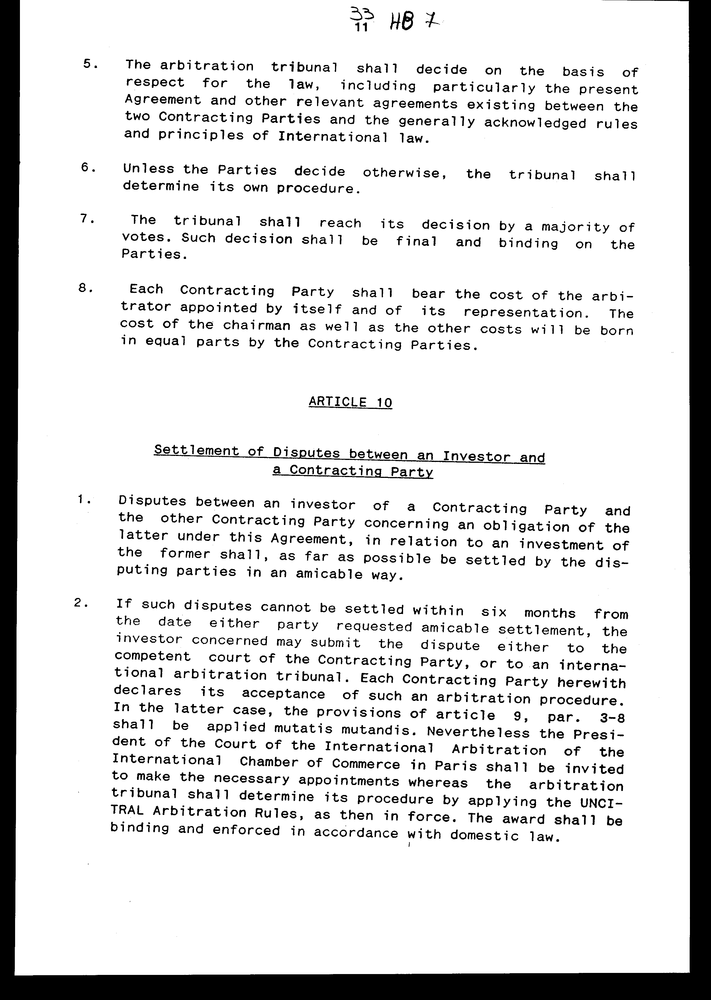 33 HB 7
11
5. The arbitration tribunal shall decide on the basis of
respect for the law, including particularly the present
Agreement and other relevant agreements existing between the
two Contracting Parties and the generally acknowledged rules
and principles of International law.
6. Unless the Parties decide otherwise, the tribunal shall
determine its own procedure.
7. The tribunal shall reach its decision by a majority of
votes. Such decision shall be final and binding on the
Parties.
8. Each Contracting Party shall bear the cost of the arbi-
trator appointed by itself and of its representation. The
cost of the chairman as well as the other costs will be born
in equal parts by the Contracting Parties.
ARTICLE 10
Settlement of Disputes between an Investor and
a Contracting Party
1. Disputes between an investor of a Contracting Party and
the other Contracting Party concerning an obligation of the
latter under this Agreement, in relation to an investment of
the former shall, as far as possible be settled by the dis-
puting parties in an amicable way.
2. If such disputes cannot be settled within six months from
the date either party requested amicable settlement, the
investor concerned may submit the dispute either to the
competent court of the Contracting Party, or to an interna-
tional arbitration tribunal. Each Contracting Party herewith
declares its acceptance of such an arbitration procedure.
In the latter case, the provisions of article 9, par. 3-8
shall be applied mutatis mutandis. Nevertheless the Presi-
dent of the Court of the International Arbitration of the
International Chamber of Commerce in Paris shall be invited
to make the necessary appointments whereas the arbitration
tribunal shall determine its procedure by applying the UNCI-
TRAL Arbitration Rules, as then in force. The award shall be
binding and enforced in accordance with domestic law.